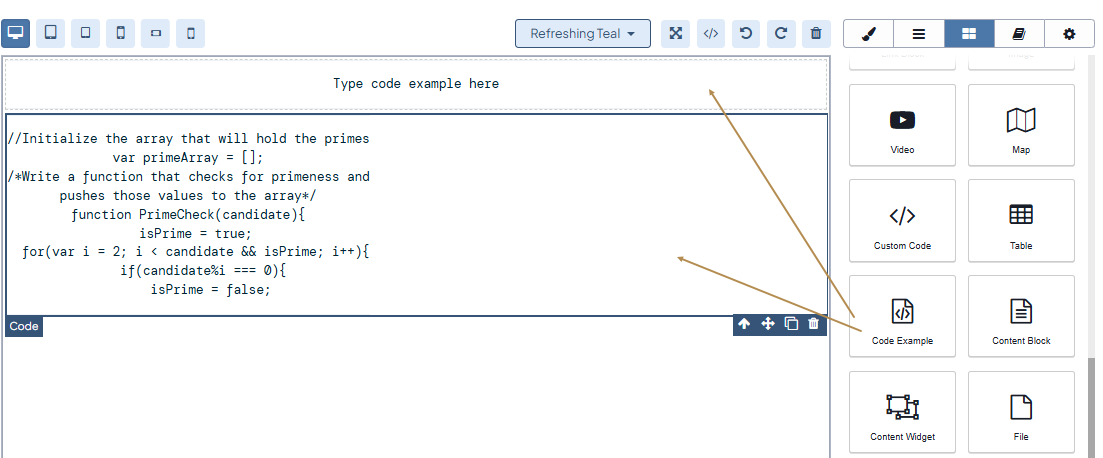 Refreshing Teal
Type code example here
//Initialize the array that will hold the primes
var primeArray = [];
/*Write a function that checks for primeness and
pushes those values to the array*/
function PrimeCheck(candidate){
isPrime = true;
for(var i = 2; i < candidate && isPrime; i++){
if(candidate%i === 0){
isPrime = false;
Code
Video
Map
Custom Code
Table
Code Example
Content Block
Content Widget
File